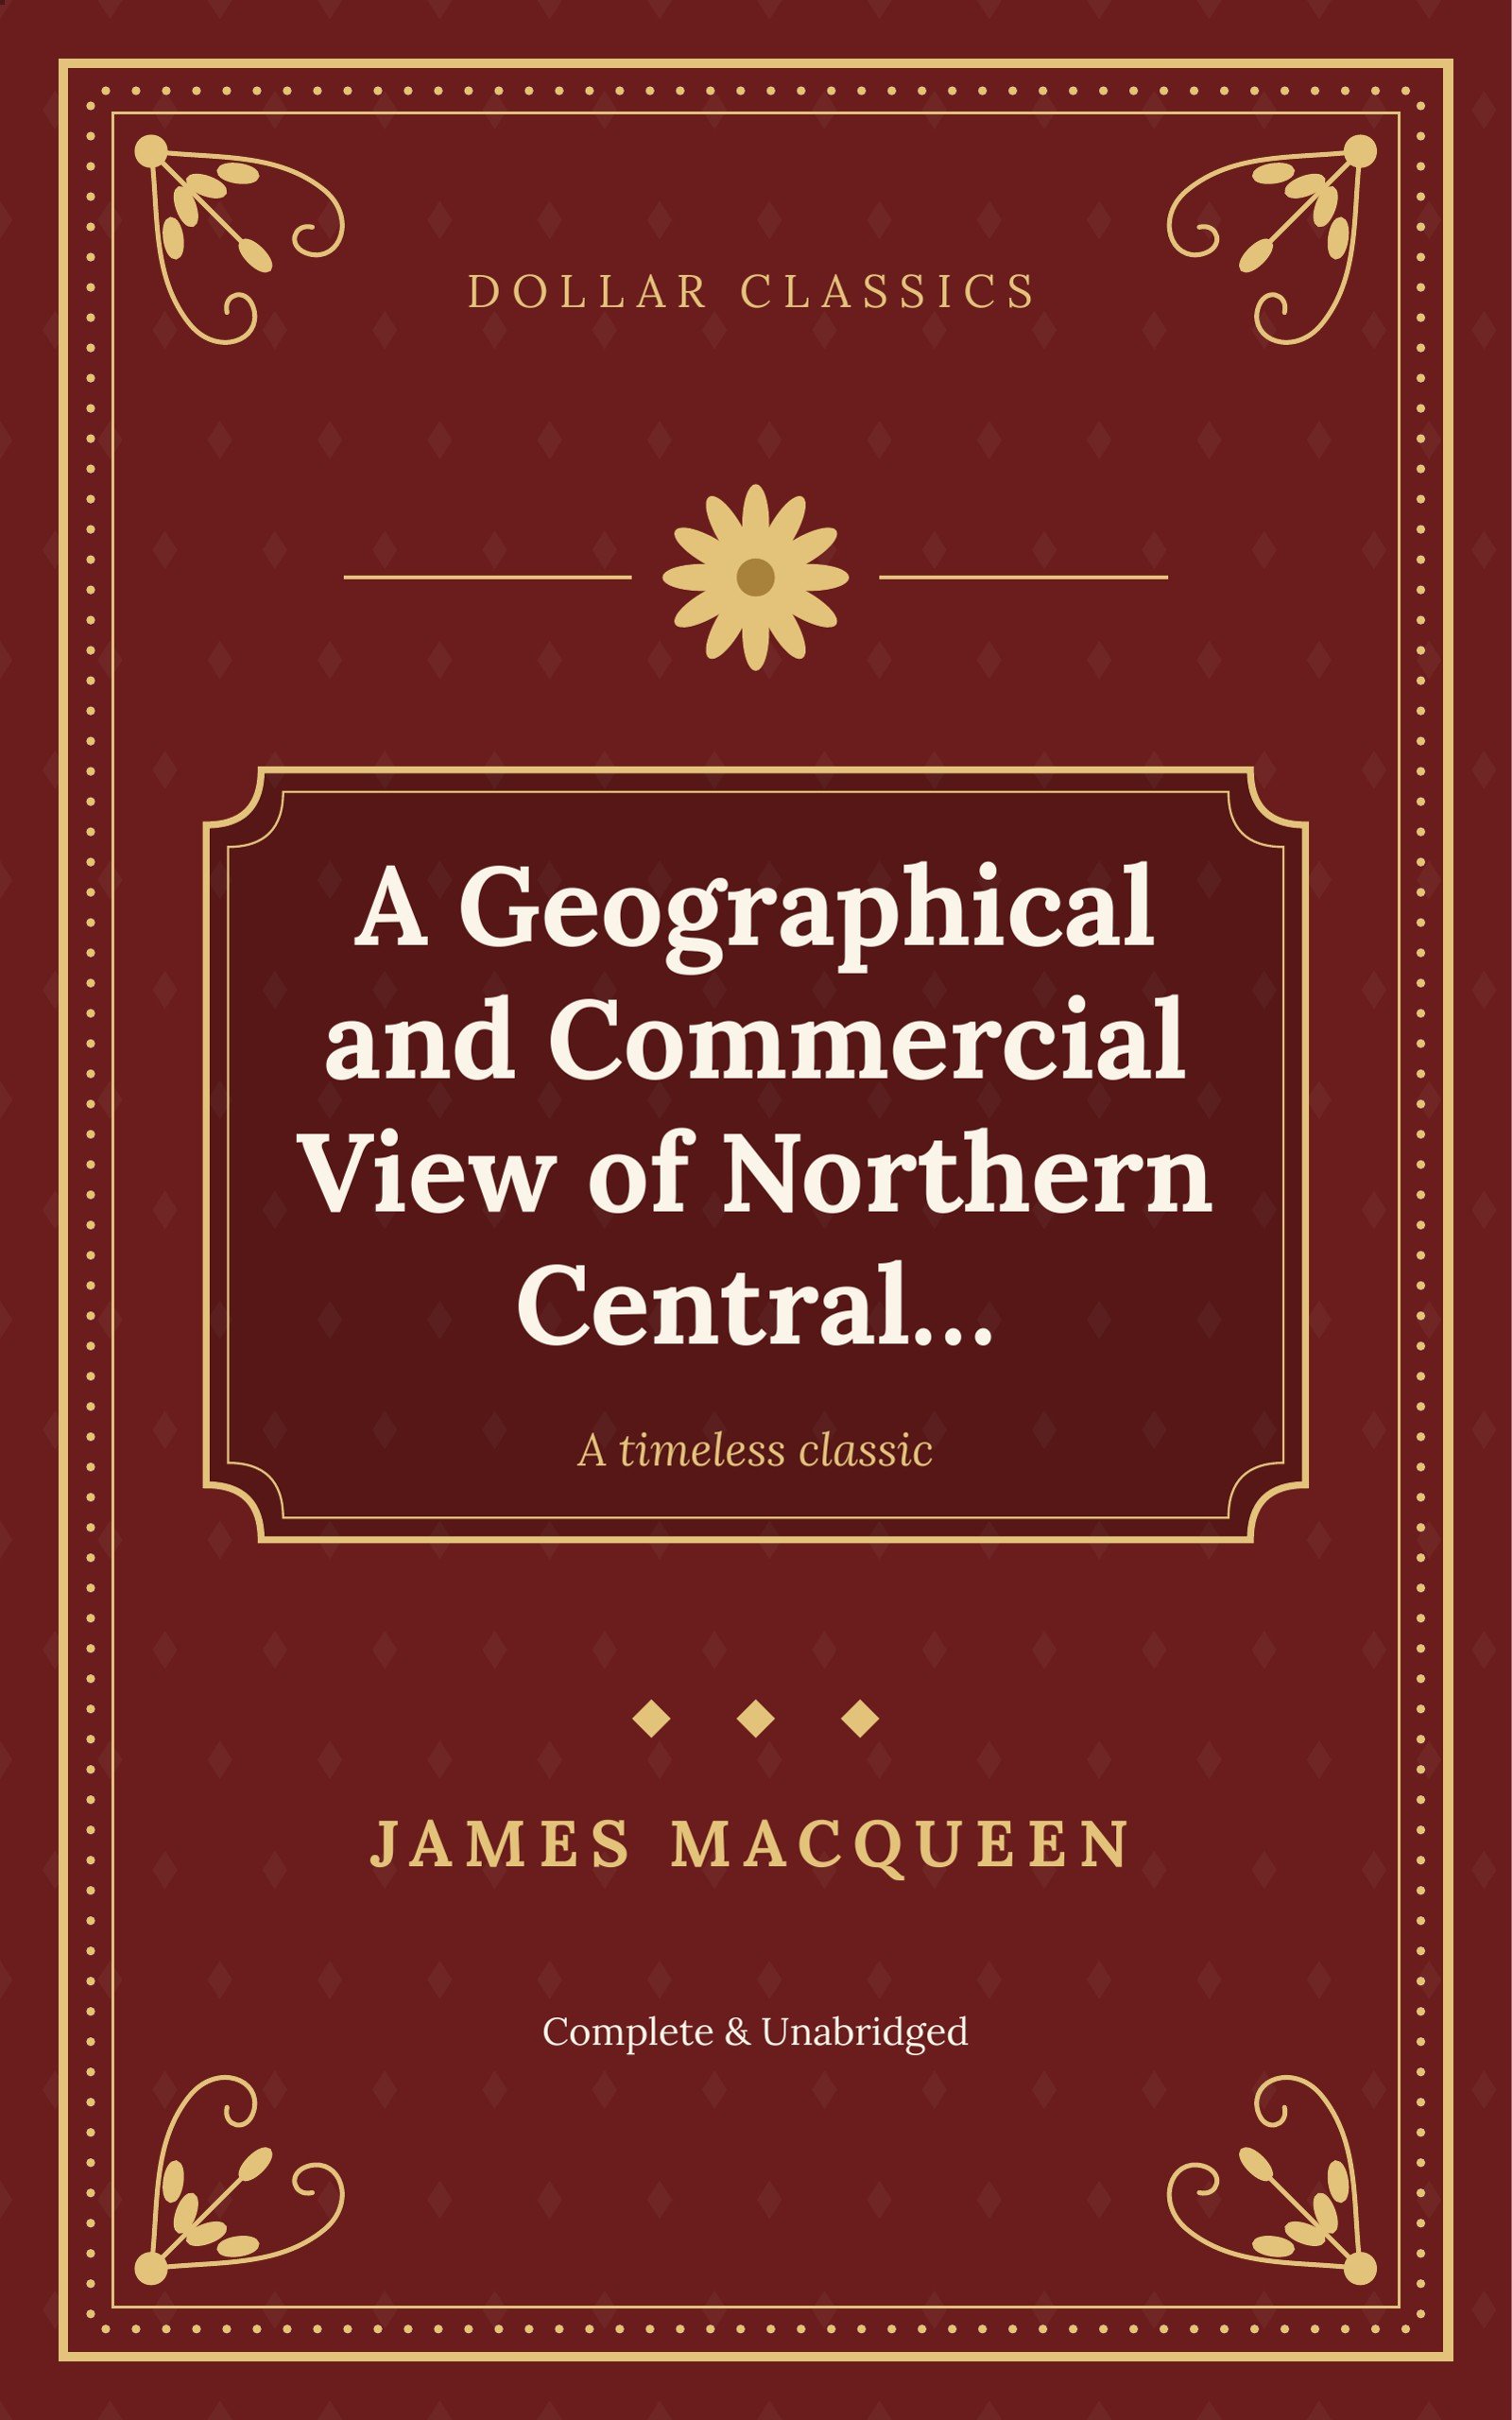 DOLLAR CLASSICS
A Geographical
and Commercial
View of Northern
Central...
A timeless classic
JAMES MACQUEEN
Complete & Unabridged